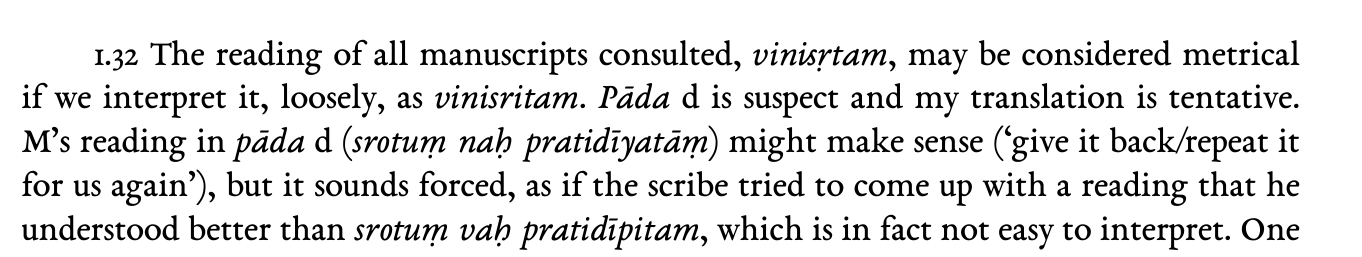 1.32 The reading of all manuscripts consulted, vinisṛtam, may be considered metrical
if we interpret it, loosely, as vinisritam. Pāda d is suspect and my translation is tentative.
M’s reading in pāda d (srotuṃ naḥ pratidīyatāṃ) might make sense (‘give it back/repeat it
for us again’), but it sounds forced, as if the scribe tried to come up with a reading that he
understood better than srotuṃ vaḥ pratidīpitam, which is in fact not easy to interpret. One